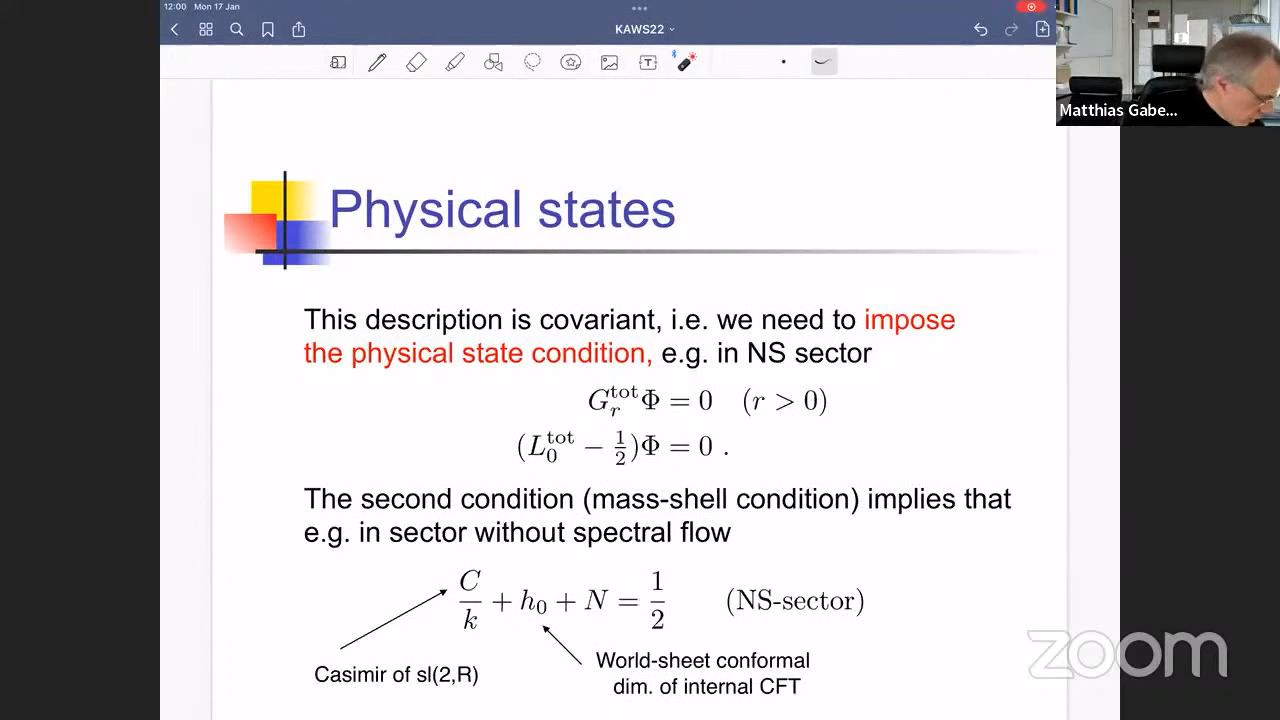 12:00 Mon 17 Jan
KAWS22
Matthias Gabe...
Physical states
This description is covariant, i.e. we need to impose
the physical state condition, e.g. in NS sector
G_r^tot Φ = 0 (r > 0)
(L_0^tot − 1/2)Φ = 0 .
The second condition (mass-shell condition) implies that
e.g. in sector without spectral flow
C/k + h_0 + N = 1/2 (NS-sector)
Casimir of sl(2,R)
World-sheet conformal
dim. of internal CFT
zoom